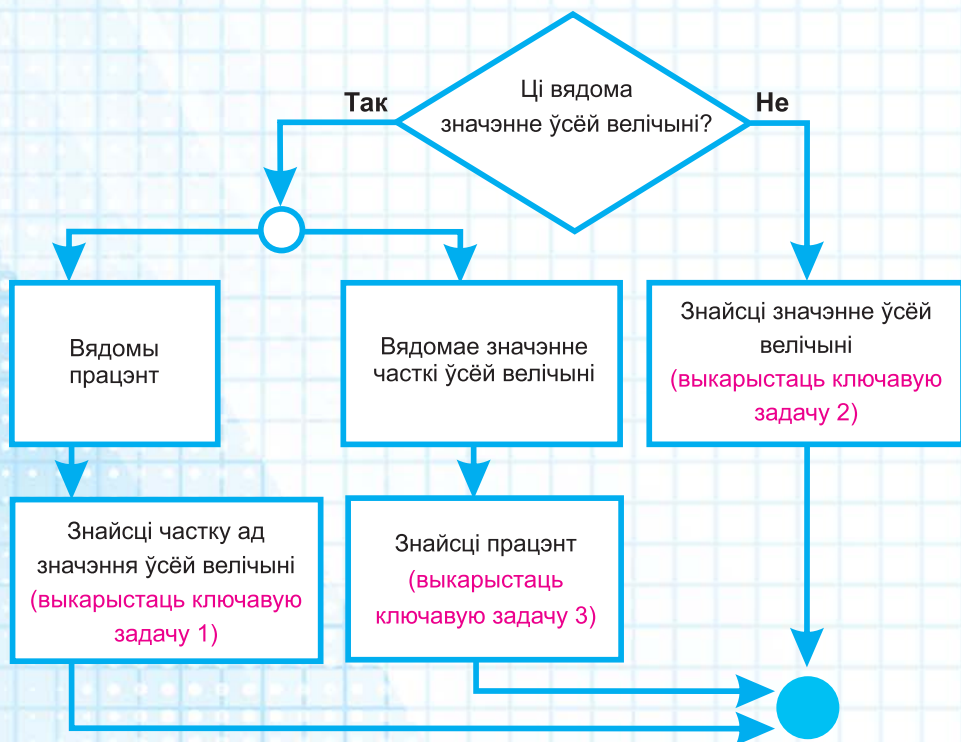 Ці вядома
значэнне ўсей велічыні?
Так
Не
Вядомы
працэнт
Вядомае значэнне
часткі ўсёй велічыні
Знайсці значэнне ўсёй
велічыні
(выкарыстаць ключавую
задачу 2)
Знайсці частку ад
значэння ўсёй велічыні
(выкарыстаць ключавую
задачу 1)
Знайсці працэнт
(выкарыстаць
ключавую задачу 3)